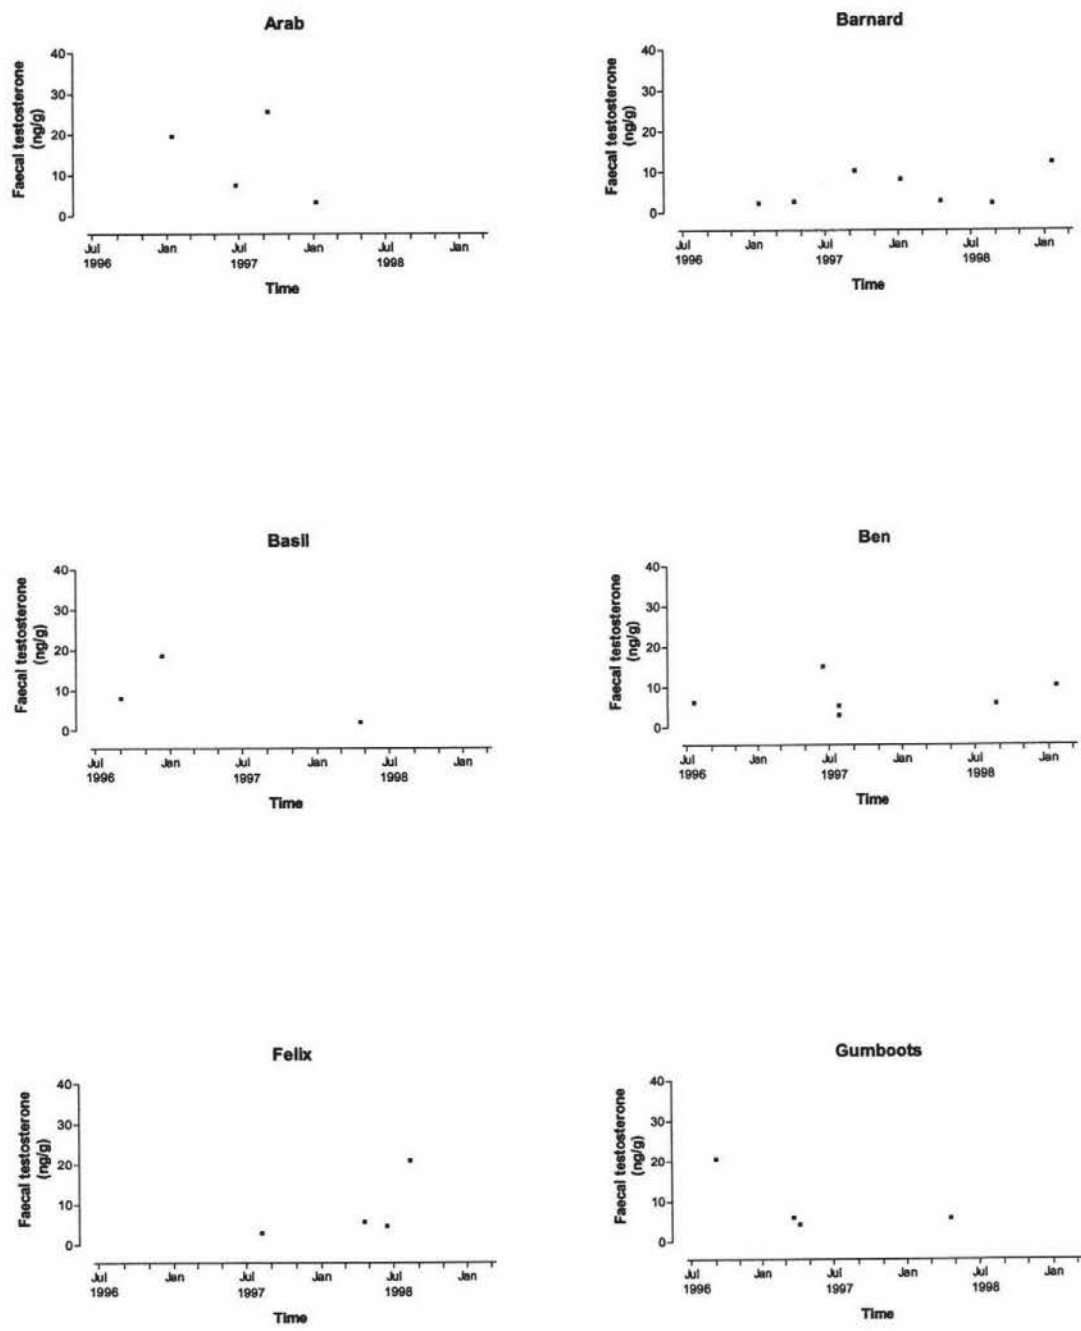 Arab
Faecal testosterone
(ng/g)
40
30
20
10
0
Jul Jan Jul Jan Jul Jan
1996 1997 1998
Time
Barnard
Faecal testosterone
(ng/g)
40
30
20
10
0
Jul Jan Jul Jan Jul Jan
1996 1997 1998
Time
Basil
Faecal testosterone
(ng/g)
40
30
20
10
0
Jul Jan Jul Jan Jul Jan
1996 1997 1998
Time
Ben
Faecal testosterone
(ng/g)
40
30
20
10
0
Jul Jan Jul Jan Jul Jan
1996 1997 1998
Time
Felix
Faecal testosterone
(ng/g)
40
30
20
10
0
Jul Jan Jul Jan Jul Jan
1996 1997 1998
Time
Gumboots
Faecal testosterone
(ng/g)
40
30
20
10
0
Jul Jan Jul Jan Jul Jan
1996 1997 1998
Time